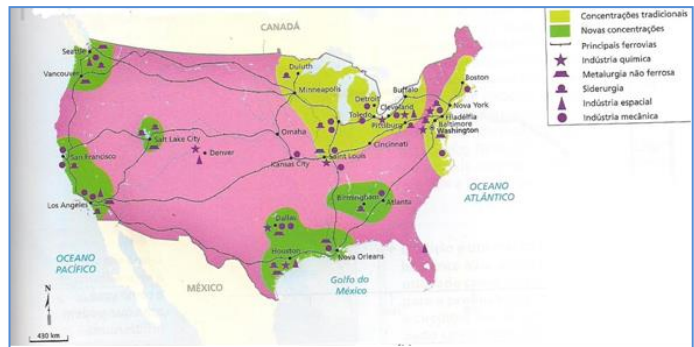 CANADÁ
Seattle
Vancouver
Duluth
Minneapolis
Detroit
Toledo
Cleveland
Buffalo
Boston
Nova York
Filadélfia
Baltimore
Washington
Pittsburg
Cincinnati
Omaha
Salt Lake City
Denver
Kansas City
Saint Louis
San Francisco
Los Angeles
Birmingham
Atlanta
Dallas
Houston
Nova Orleans
OCEANO
ATLÂNTICO
OCEANO
PACÍFICO
MÉXICO
Golfo do
México
N
430 km
Concentrações tradicionais
Novas concentrações
Principais ferrovias
Indústria química
Metalurgia não ferrosa
Siderurgia
Indústria espacial
Indústria mecânica